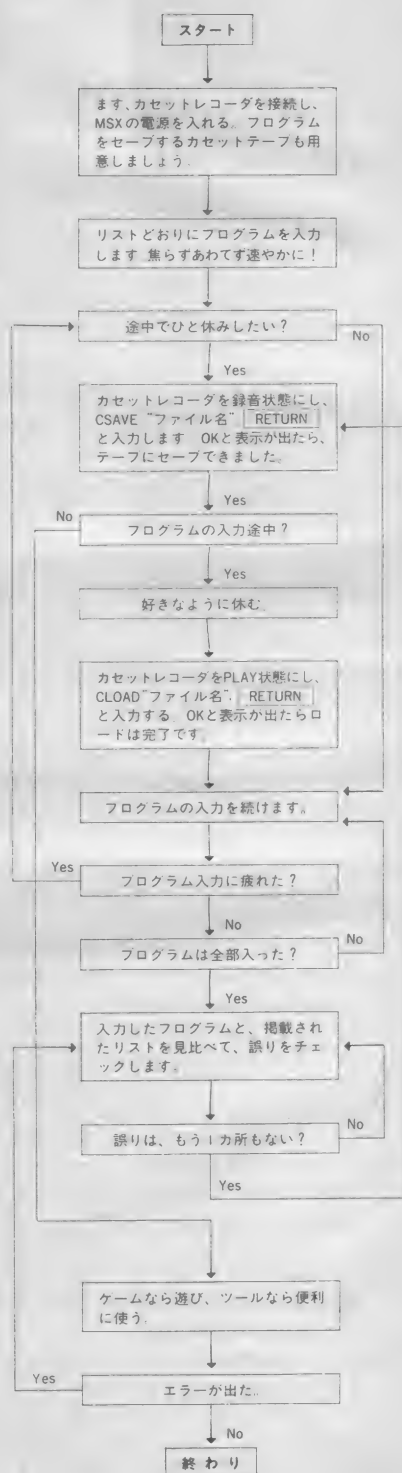 スタート
まず、カセットレコーダを接続し、
MSXの電源を入れる。プログラム
をセーブするカセットテープも用
意しましょう.
リストどおりにプログラムを入力
します 焦らずあわてず速やかに！
途中でひと休みしたい？
No
Yes
カセットレコーダを録音状態にし、
CSAVE "ファイル名" RETURN
と入力します OKと表示が出たら、
テープにセーブできました。
Yes
No
プログラムの入力途中？
Yes
好きなように休む.
カセットレコーダをPLAY状態にし、
CLOAD"ファイル名". RETURN
と入力する OKと表示が出たらロ
ードは完了です。
プログラムの入力を続けます。
Yes
プログラム入力に疲れた？
No
プログラムは全部入った？
No
Yes
入力したプログラムと、掲載され
たリストを見比べて、誤りをチェ
ックします。
誤りは、もう1カ所もない？
No
Yes
ゲームなら遊び、ツールなら便利
に使う.
Yes
エラーが出た..
No
終わり